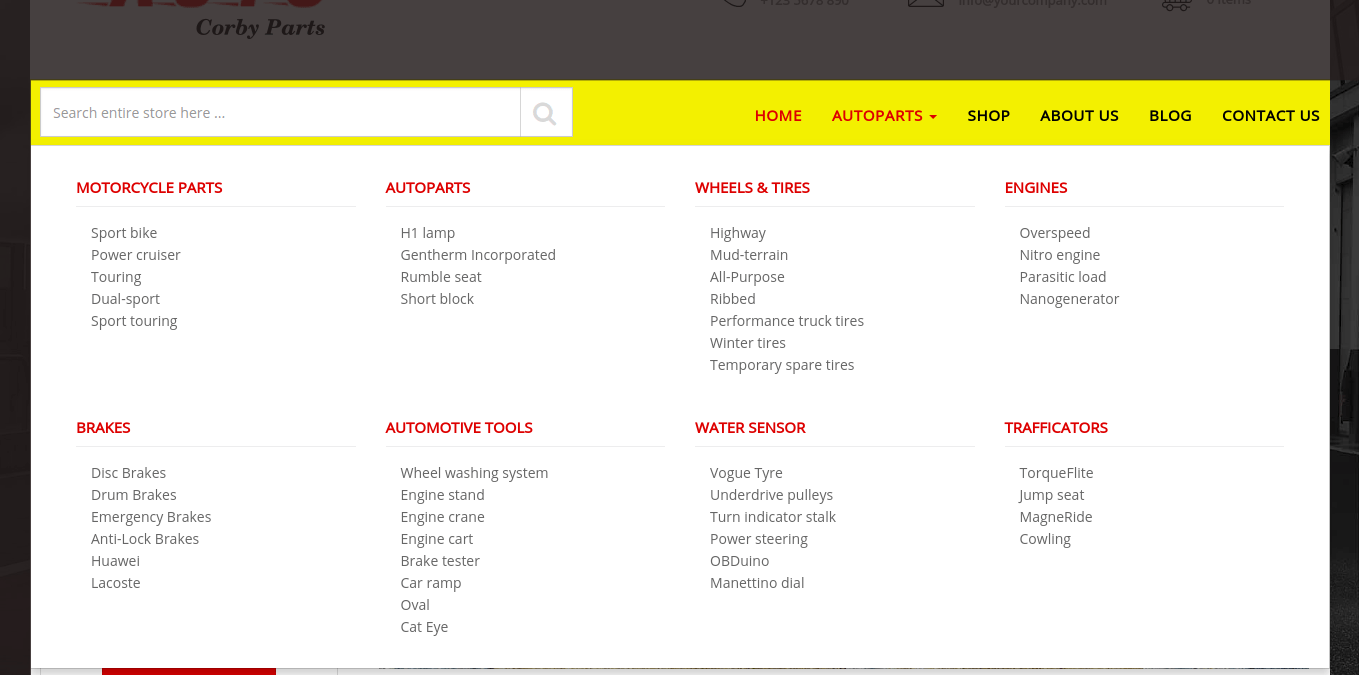 Corby Parts
+123 5678 890
info@yourcompany.com
0 items
Search entire store here ...
HOME
AUTOPARTS
SHOP
ABOUT US
BLOG
CONTACT US
MOTORCYCLE PARTS
Sport bike
Power cruiser
Touring
Dual-sport
Sport touring
AUTOPARTS
H1 lamp
Gentherm Incorporated
Rumble seat
Short block
WHEELS & TIRES
Highway
Mud-terrain
All-Purpose
Ribbed
Performance truck tires
Winter tires
Temporary spare tires
ENGINES
Overspeed
Nitro engine
Parasitic load
Nanogenerator
BRAKES
Disc Brakes
Drum Brakes
Emergency Brakes
Anti-Lock Brakes
Huawei
Lacoste
AUTOMOTIVE TOOLS
Wheel washing system
Engine stand
Engine crane
Engine cart
Brake tester
Car ramp
Oval
Cat Eye
WATER SENSOR
Vogue Tyre
Underdrive pulleys
Turn indicator stalk
Power steering
OBDuino
Manettino dial
TRAFFICATORS
TorqueFlite
Jump seat
MagneRide
Cowling